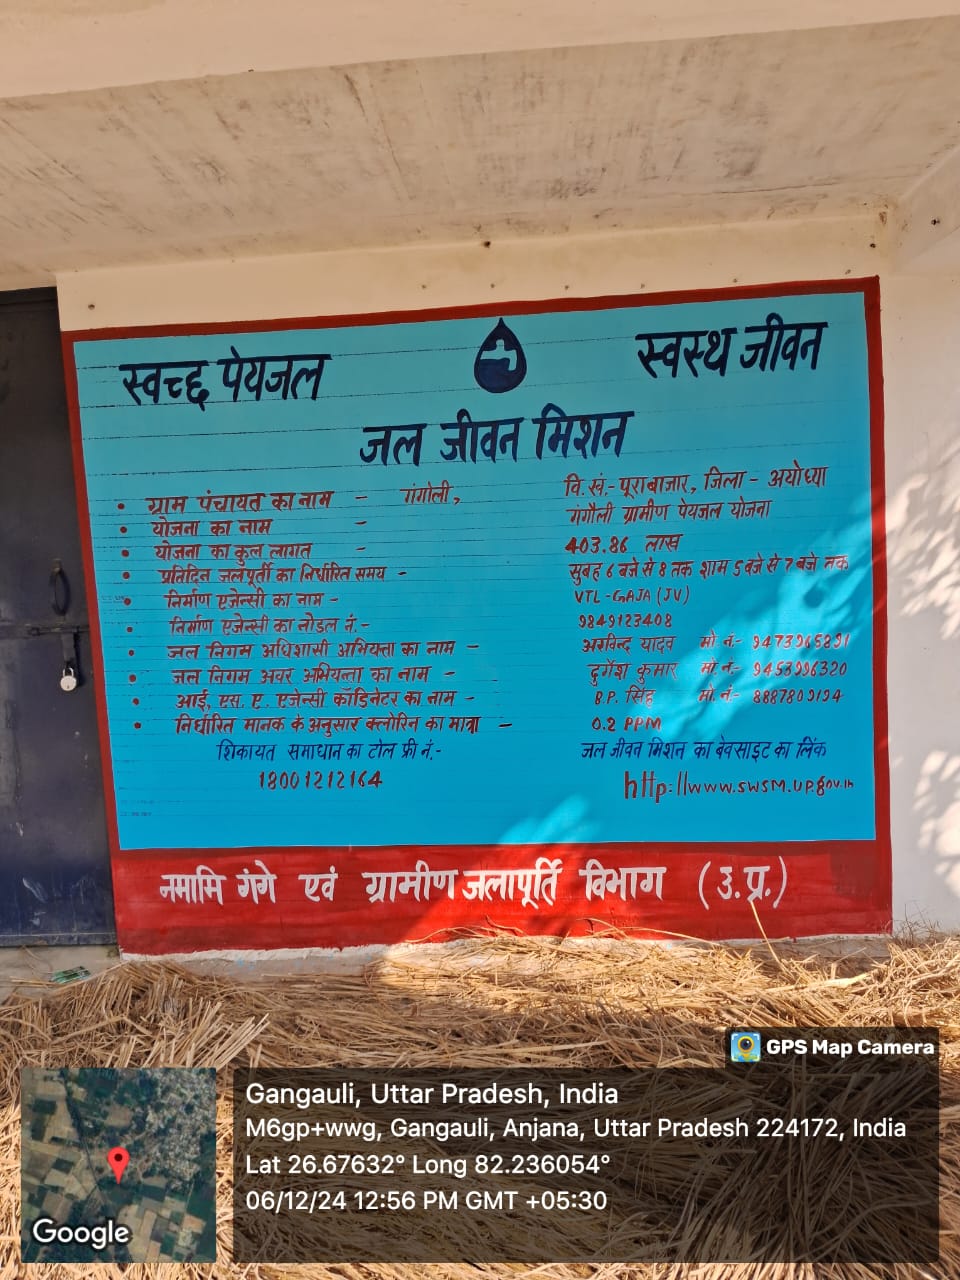 स्वच्छ पेयजल स्वस्थ जीवन
जल जीवन मिशन
• ग्राम पंचायत का नाम - गंगोली, वि. खं.- पूराबाजार, जिला - अयोध्या
• योजना का नाम - गंगौली ग्रामीण पेयजल योजना
• योजना का कुल लागत - 403.86 लाख
• प्रतिदिन जलपूर्ती का निर्धारित समय - सुबह 6 बजे से 8 तक शाम 5 बजे से 7 बजे तक
• निर्माण एजेन्सी का नाम - VTL-GAJA (JV)
• निर्माण एजेन्सी का नोडल नं.- 9849123408
• जल निगम अधिशासी अभियंता का नाम - अरविन्द यादव मो. नं.- 9473965891
• जल निगम अवर अभियन्ता का नाम - दुर्गेश कुमार मो. नं.- 9453996320
• आई. एस. ए. एजेन्सी कॉर्डिनेटर का नाम - B.P. सिंह मो. नं.- 8887809194
• निर्धारित मानक के अनुसार क्लोरिन का मात्रा - 0.2 PPM
शिकायत समाधान का टोल फ्री नं.- जल जीवन मिशन का बेवसाइट का लिंक
18001212164 http://www.swsm.up.gov.in
नमामि गंगे एवं ग्रामीण जलापूर्ति विभाग (उ.प्र.)
GPS Map Camera
Gangauli, Uttar Pradesh, India
M6gp+wwg, Gangauli, Anjana, Uttar Pradesh 224172, India
Lat 26.67632° Long 82.236054°
06/12/24 12:56 PM GMT +05:30
Google